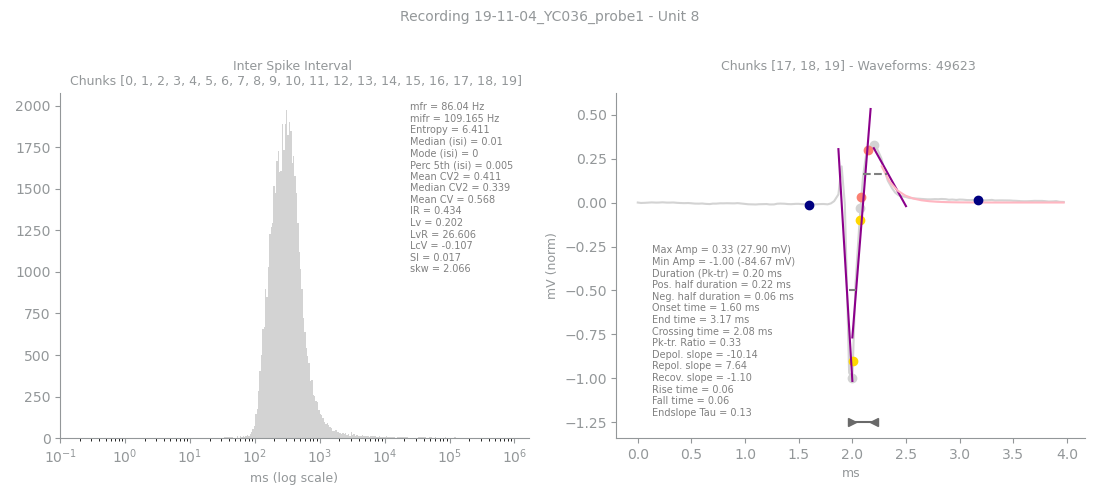 Recording 19-11-04_YC036_probe1 - Unit 8
Inter Spike Interval
Chunks [0, 1, 2, 3, 4, 5, 6, 7, 8, 9, 10, 11, 12, 13, 14, 15, 16, 17, 18, 19]
2000
1750
1500
1250
1000
750
500
250
0
mfr = 86.04 Hz
mifr = 109.165 Hz
Entropy = 6.411
Median (isi) = 0.01
Mode (isi) = 0
Perc 5th (isi) = 0.005
Mean CV2 = 0.411
Median CV2 = 0.339
Mean CV = 0.568
IR = 0.434
Lv = 0.202
LvR = 26.606
LcV = -0.107
SI = 0.017
skw = 2.066
10⁻¹ 10⁰ 10¹ 10² 10³ 10⁴ 10⁵ 10⁶
ms (log scale)
Chunks [17, 18, 19] - Waveforms: 49623
mV (norm)
0.50
0.25
0.00
−0.25
−0.50
−0.75
−1.00
−1.25
Max Amp = 0.33 (27.90 mV)
Min Amp = -1.00 (-84.67 mV)
Duration (Pk-tr) = 0.20 ms
Pos. half duration = 0.22 ms
Neg. half duration = 0.06 ms
Onset time = 1.60 ms
End time = 3.17 ms
Crossing time = 2.08 ms
Pk-tr. Ratio = 0.33
Depol. slope = -10.14
Repol. slope = 7.64
Recov. slope = -1.10
Rise time = 0.06
Fall time = 0.06
Endslope Tau = 0.13
0.0 0.5 1.0 1.5 2.0 2.5 3.0 3.5 4.0
ms